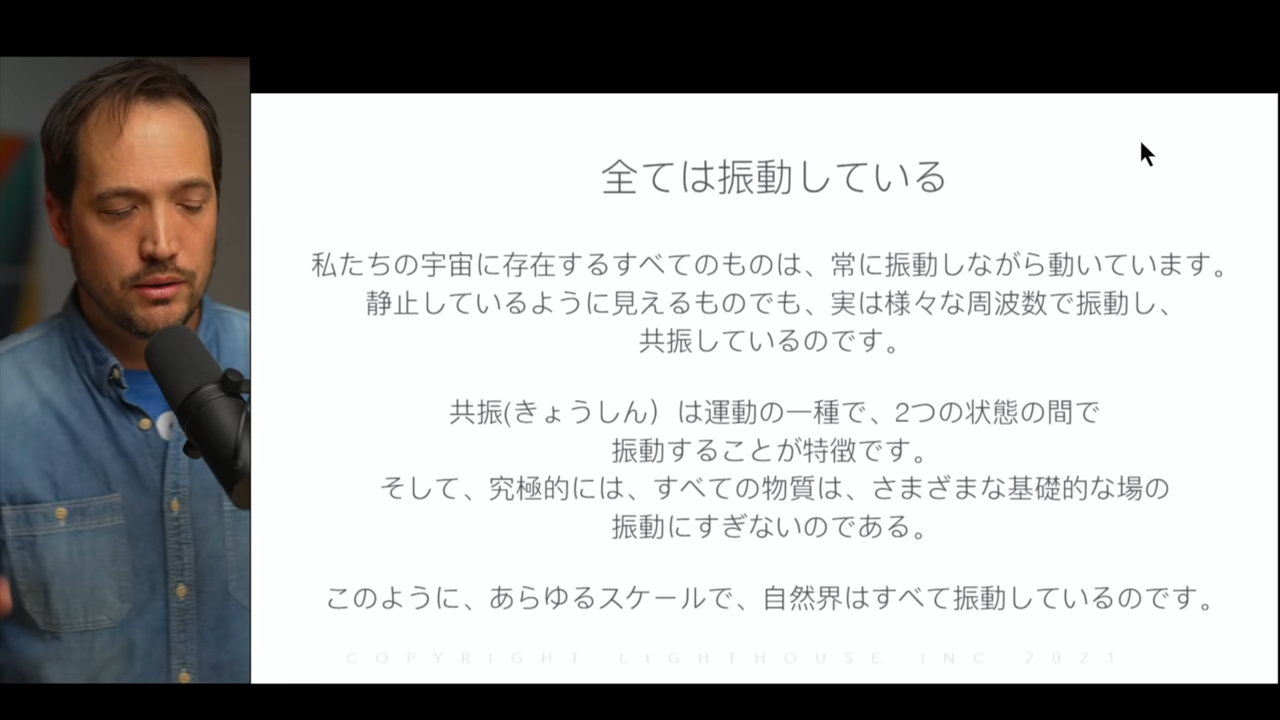 全ては振動している
私たちの宇宙に存在するすべてのものは、常に振動しながら動いています。
静止しているように見えるものでも、実は様々な周波数で振動し、
共振しているのです。
共振(きょうしん）は運動の一種で、2つの状態の間で
振動することが特徴です。
そして、究極的には、すべての物質は、さまざまな基礎的な場の
振動にすぎないのである。
このように、あらゆるスケールで、自然界はすべて振動しているのです。
COPYRIGHT LIGHTHOUSE INC 2021